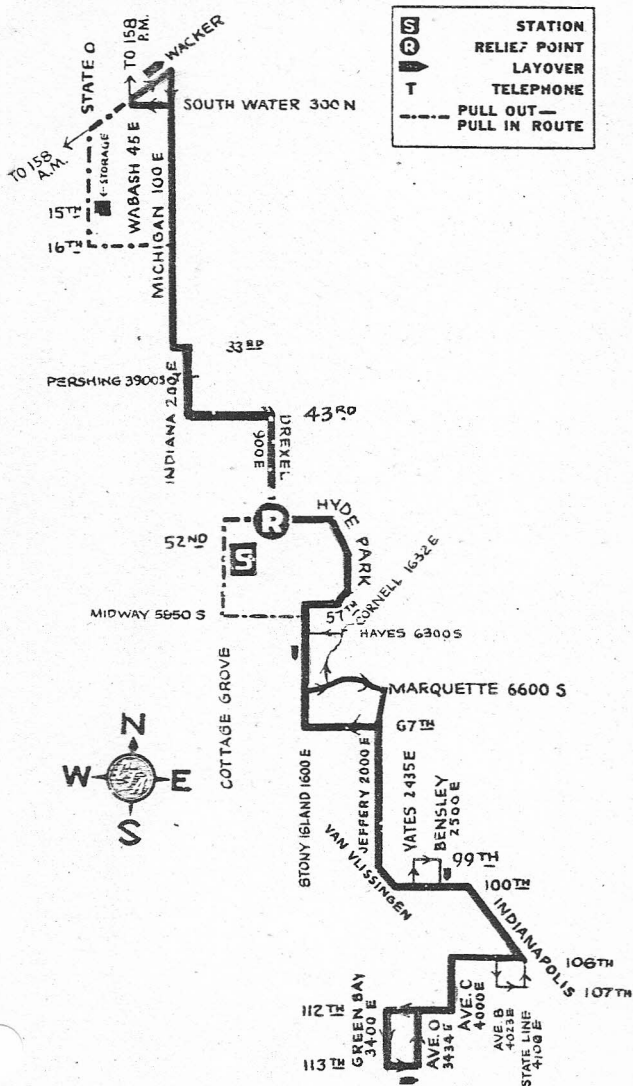 S STATION
R RELIEF POINT
LAYOVER
T TELEPHONE
PULL OUT—
PULL IN ROUTE
TO 158
P.M.
WACKER
STATE 0
SOUTH WATER 300 N
TO 158
A.M.
←STORAGE
WABASH 45 E
MICHIGAN 100 E
15TH
16TH
33RD
PERSHING 3900 S
INDIANA 200 E
43RD
DREXEL
900 E
HYDE PARK
R
52ND
S
57TH
CORNELL 1632 E
MIDWAY 5950 S
HAYES 6300 S
COTTAGE GROVE
MARQUETTE 6600 S
67TH
N
W
E
S
STONY ISLAND 1600 E
JEFFERY 2000 E
YATES 2435 E
BENSLEY
2500 E
VAN VLISSINGEN
99TH
100TH
INDIANAPOLIS
106TH
107TH
112TH
GREEN BAY
3400 E
AVE. O
3434 E
AVE. C
4000 E
AVE. B
4023 E
STATE LINE
4100 E
113TH